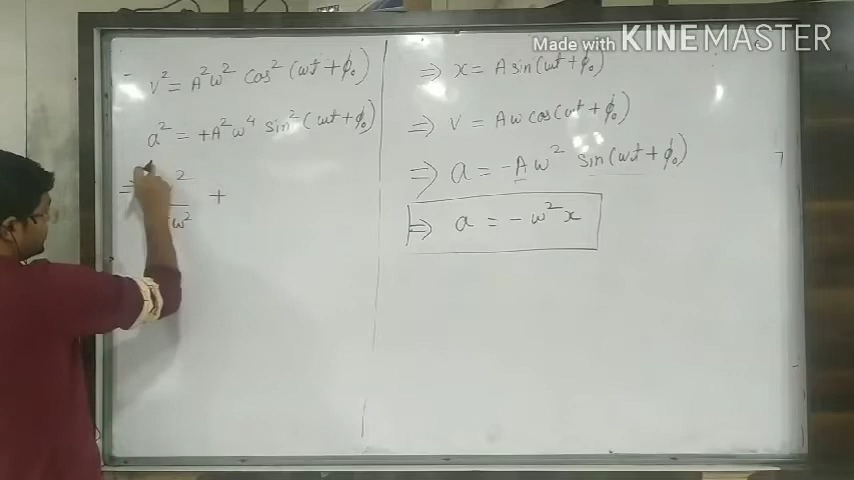 Made with KINEMASTER
v² = A²ω² cos² (ωt + φ₀)
a² = +A²ω⁴ sin² (ωt + φ₀)
⇒ ² / ω² +
⇒ x = A sin(ωt + φ₀)
⇒ v = Aω cos(ωt + φ₀)
⇒ a = -Aω² sin(ωt + φ₀)
⇒ a = -ω²x